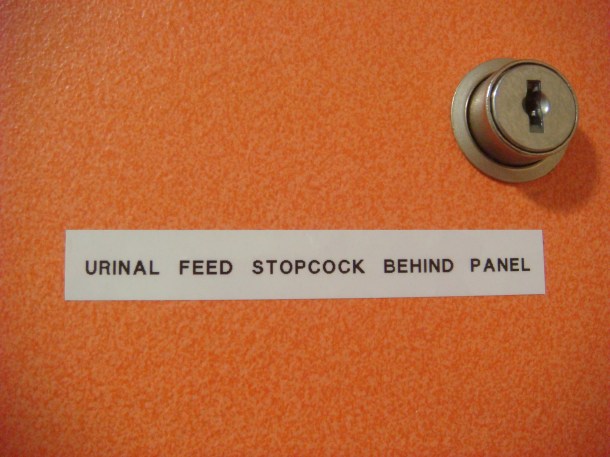 URINAL FEED STOPCOCK BEHIND PANEL